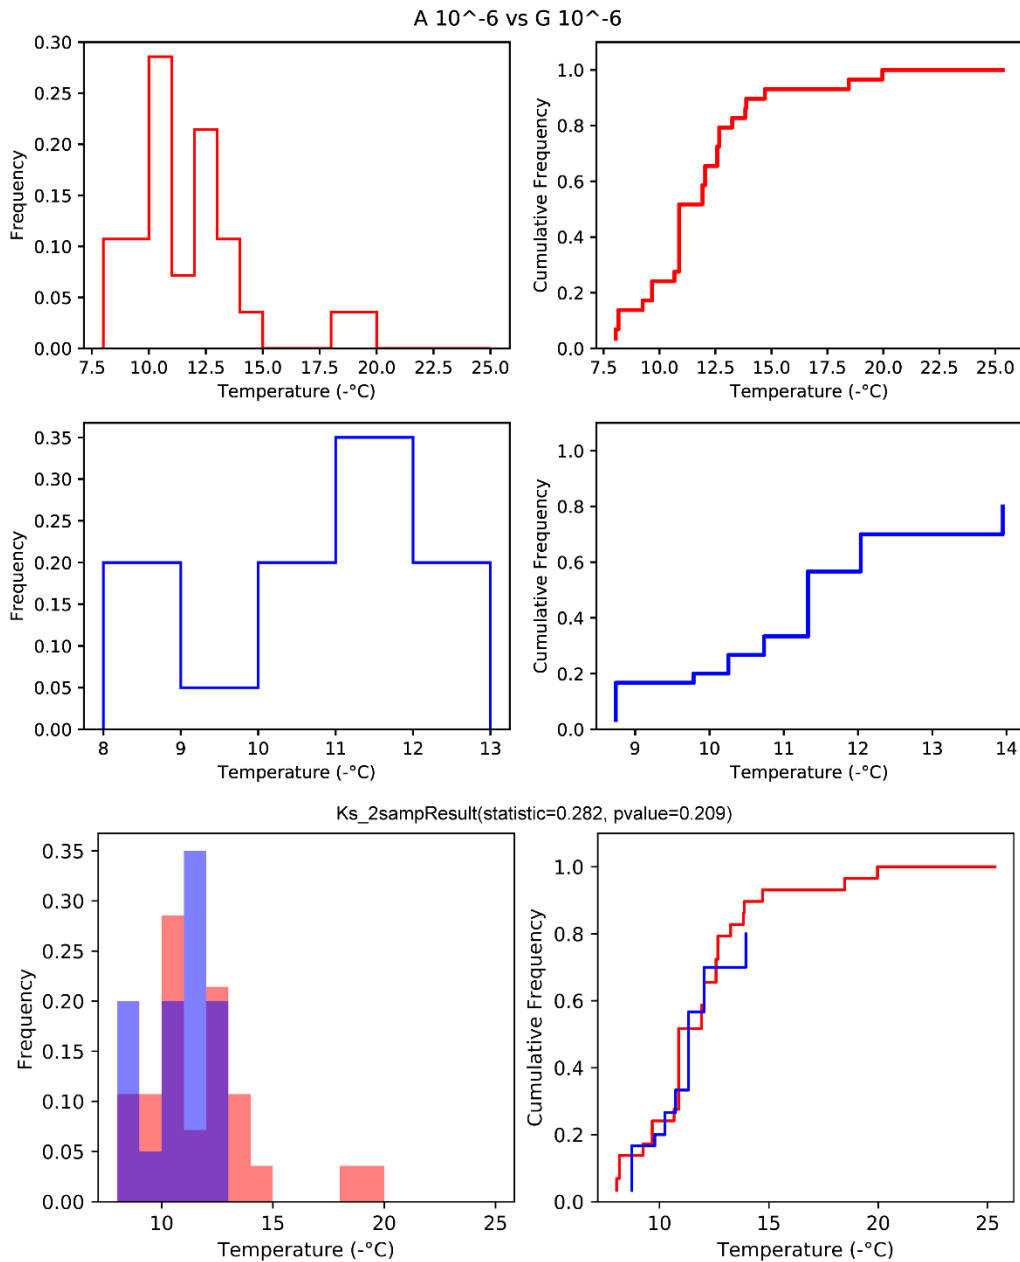 A 10^-6 vs G 10^-6
0.30
0.25
0.20
0.15
0.10
0.05
0.00
Frequency
7.5 10.0 12.5 15.0 17.5 20.0 22.5 25.0
Temperature (-°C)
1.0
0.8
0.6
0.4
0.2
0.0
Cumulative Frequency
7.5 10.0 12.5 15.0 17.5 20.0 22.5 25.0
Temperature (-°C)
0.35
0.30
0.25
0.20
0.15
0.10
0.05
0.00
Frequency
8 9 10 11 12 13
Temperature (-°C)
1.0
0.8
0.6
0.4
0.2
0.0
Cumulative Frequency
9 10 11 12 13 14
Temperature (-°C)
Ks_2sampResult(statistic=0.282, pvalue=0.209)
0.35
0.30
0.25
0.20
0.15
0.10
0.05
0.00
Frequency
10 15 20 25
Temperature (-°C)
1.0
0.8
0.6
0.4
0.2
0.0
Cumulative Frequency
10 15 20 25
Temperature (-°C)